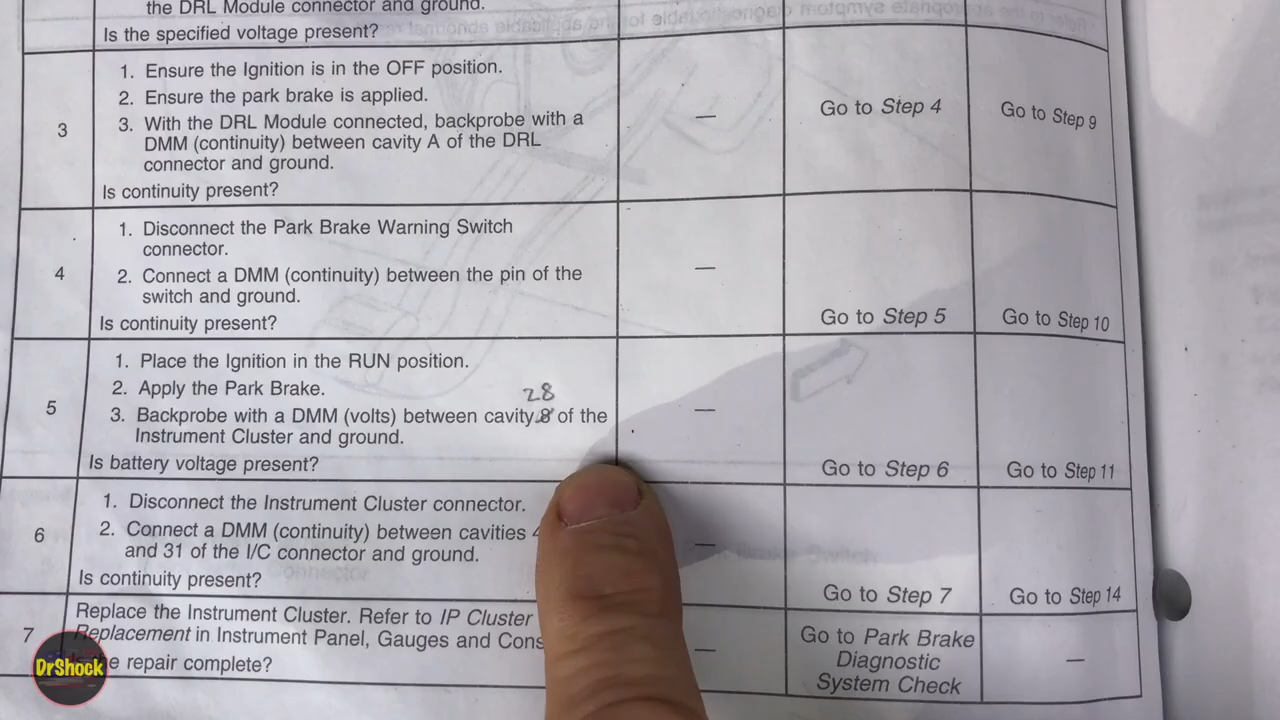 the DRL Module connector and ground.
Is the specified voltage present?
3
1. Ensure the Ignition is in the OFF position.
2. Ensure the park brake is applied.
3. With the DRL Module connected, backprobe with a
DMM (continuity) between cavity A of the DRL
connector and ground.
Is continuity present?
—
Go to Step 4
Go to Step 9
4
1. Disconnect the Park Brake Warning Switch
connector.
2. Connect a DMM (continuity) between the pin of the
switch and ground.
Is continuity present?
—
Go to Step 5
Go to Step 10
5
1. Place the Ignition in the RUN position.
2. Apply the Park Brake.
28
3. Backprobe with a DMM (volts) between cavity 8 of the
Instrument Cluster and ground.
Is battery voltage present?
—
Go to Step 6
Go to Step 11
6
1. Disconnect the Instrument Cluster connector.
2. Connect a DMM (continuity) between cavities
and 31 of the I/C connector and ground.
Is continuity present?
—
Go to Step 7
Go to Step 14
7
Replace the Instrument Cluster. Refer to IP Cluster
Replacement in Instrument Panel, Gauges and Cons
repair complete?
—
Go to Park Brake
Diagnostic
System Check
—
DrShock